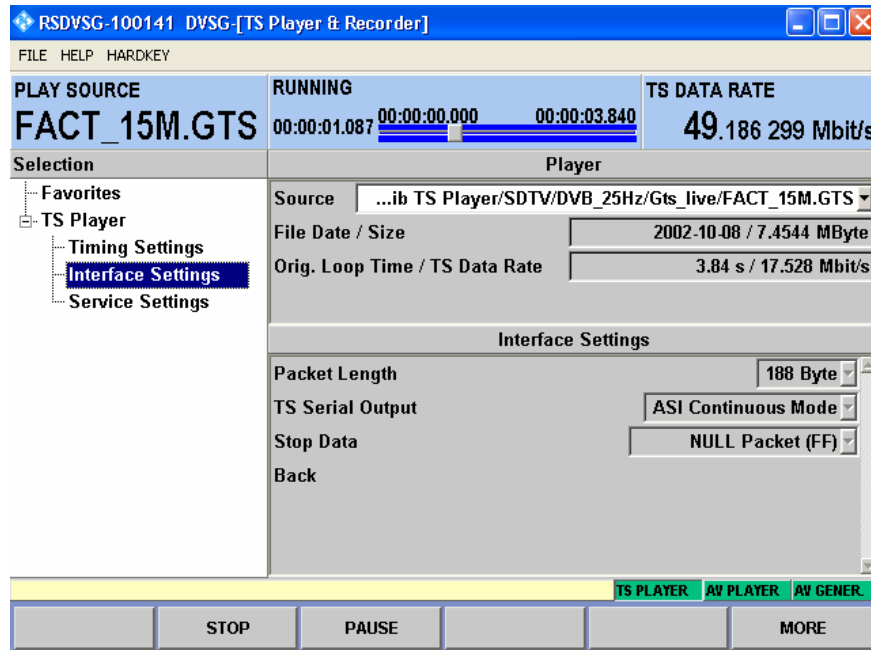 RSDVSG-100141 DVSG-[TS Player & Recorder]
FILE HELP HARDKEY
PLAY SOURCE
FACT_15M.GTS
RUNNING
00:00:01.087 00:00:00.000 00:00:03.840
TS DATA RATE
49.186 299 Mbit/s
Selection
Favorites
TS Player
Timing Settings
Interface Settings
Service Settings
Player
Source ...ib TS Player/SDTV/DVB_25Hz/Gts_live/FACT_15M.GTS
File Date / Size 2002-10-08 / 7.4544 MByte
Orig. Loop Time / TS Data Rate 3.84 s / 17.528 Mbit/s
Interface Settings
Packet Length 188 Byte
TS Serial Output ASI Continuous Mode
Stop Data NULL Packet (FF)
Back
TS PLAYER AV PLAYER AV GENER.
STOP PAUSE MORE